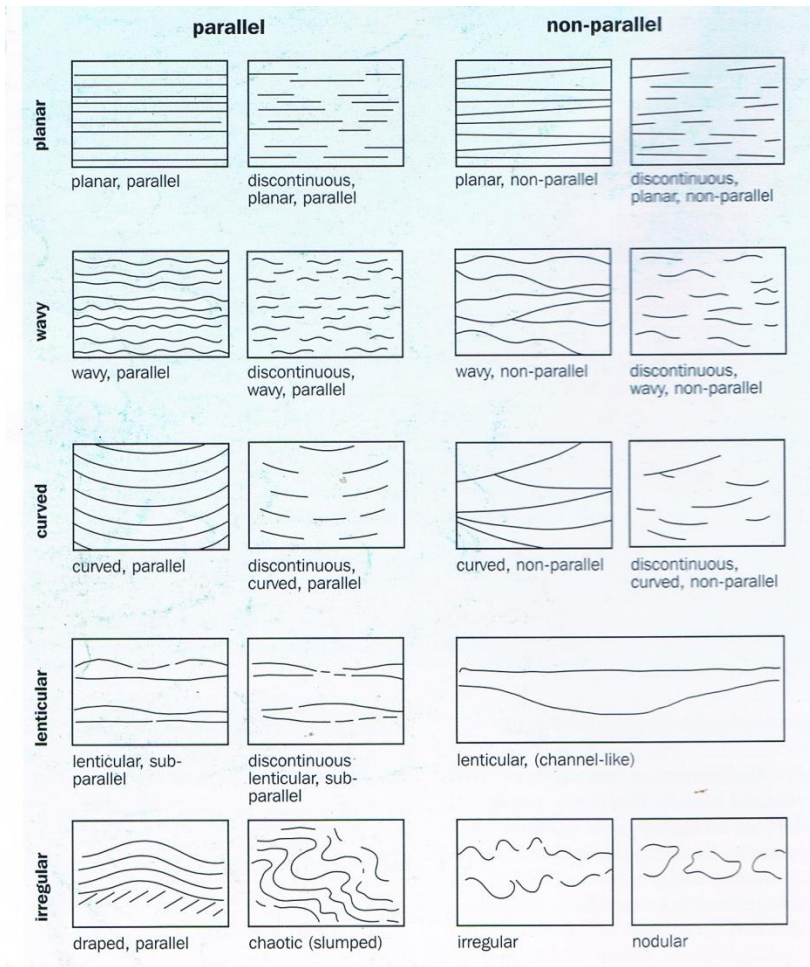 parallel
non-parallel
planar
planar, parallel
discontinuous,
planar, parallel
planar, non-parallel
discontinuous,
planar, non-parallel
wavy
wavy, parallel
discontinuous,
wavy, parallel
wavy, non-parallel
discontinuous,
wavy, non-parallel
curved
curved, parallel
discontinuous,
curved, parallel
curved, non-parallel
discontinuous,
curved, non-parallel
lenticular
lenticular, sub-
parallel
discontinuous
lenticular, sub-
parallel
lenticular, (channel-like)
irregular
draped, parallel
chaotic (slumped)
irregular
nodular